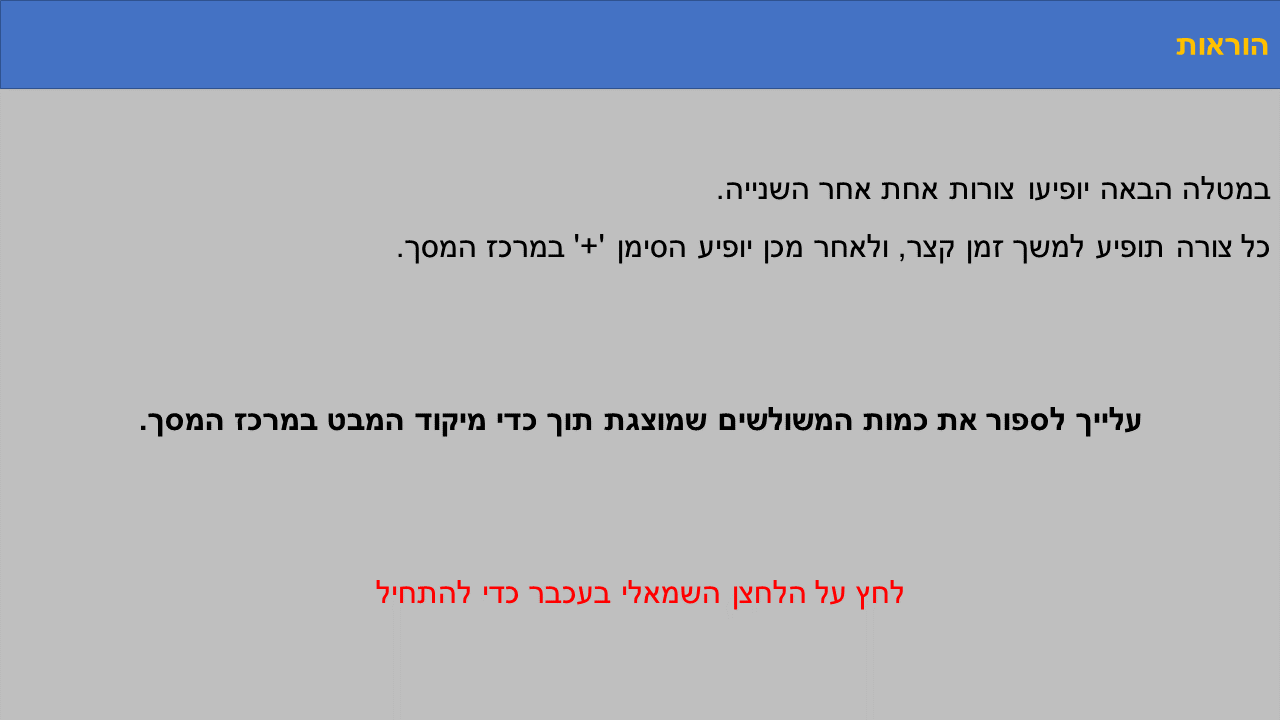 הוראות
במטלה הבאה יופיעו צורות אחת אחר השנייה.
כל צורה תופיע למשך זמן קצר, ולאחר מכן יופיע הסימן '+' במרכז המסך.
עלייך לספור את כמות המשולשים שמוצגת תוך כדי מיקוד המבט במרכז המסך.
לחץ על הלחצן השמאלי בעכבר כדי להתחיל